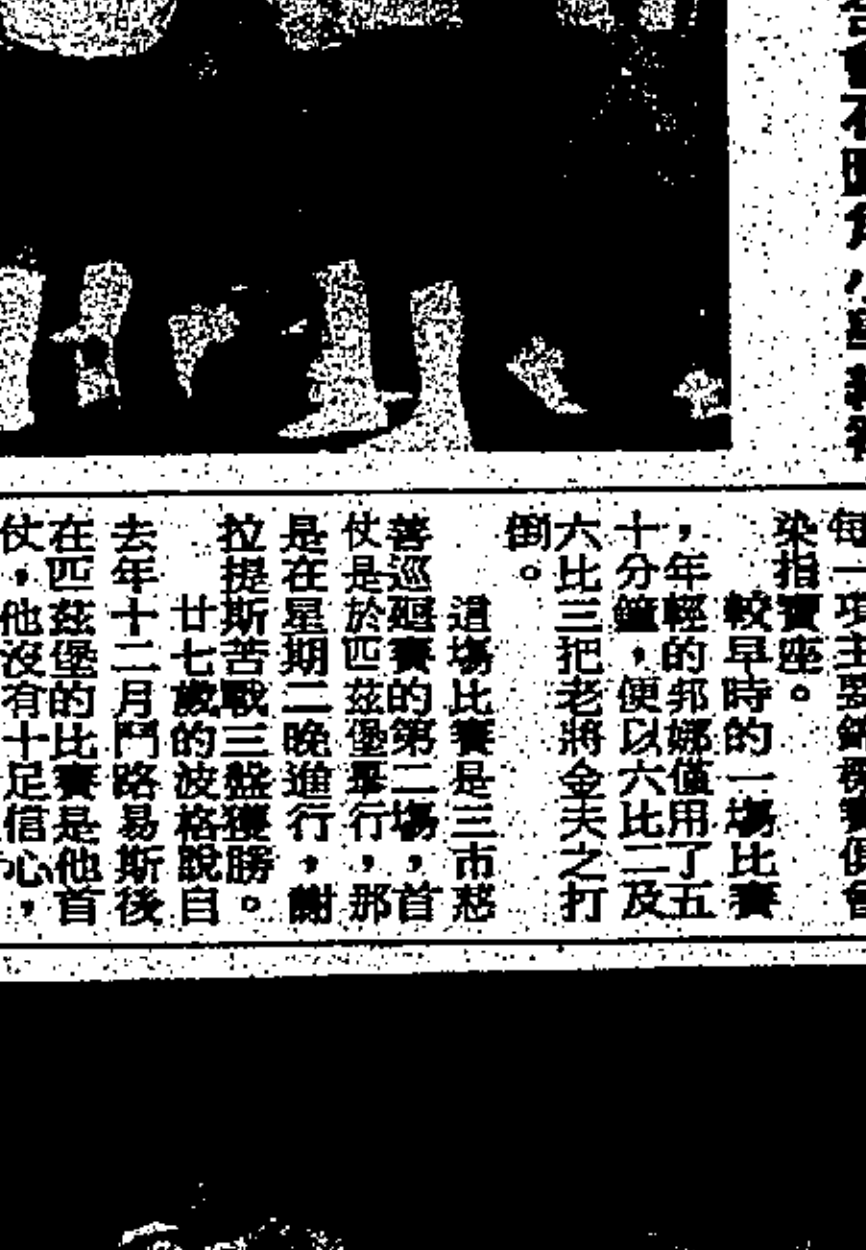 每一項主要錦標賽俱會
染指寶座。
較早時的一場比賽
，年輕的邦娜僅用了五
十分鐘，便以六比二及
六比三把老將金夫之打
倒。
這場比賽是三市慈
善巡廻賽的第二場，首
仗是於匹茲堡舉行，那
是在星期二晚進行，謝
拉提斯苦戰三盤獲勝。
廿七歲的波格說自
去年十二月鬥路易斯後
在匹茲堡的比賽是他首
仗，他沒有十足信心，